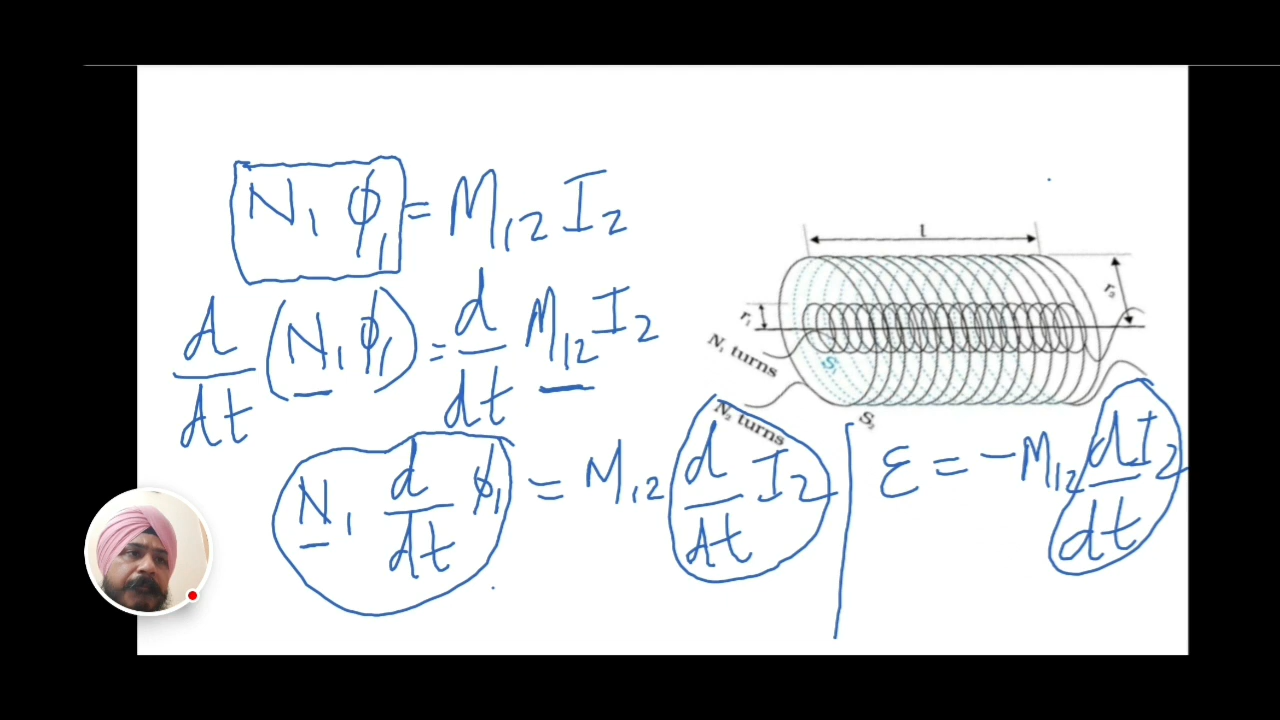 N₁ ϕ₁ = M₁₂ I₂
d/dt (N₁ ϕ₁) = d/dt M₁₂ I₂
N₁ d/dt ϕ₁ = M₁₂ d/dt I₂
ε = -M₁₂ dI₂/dt
l
r₂
r₁
N₁ turns
S₁
N₂ turns
S₂